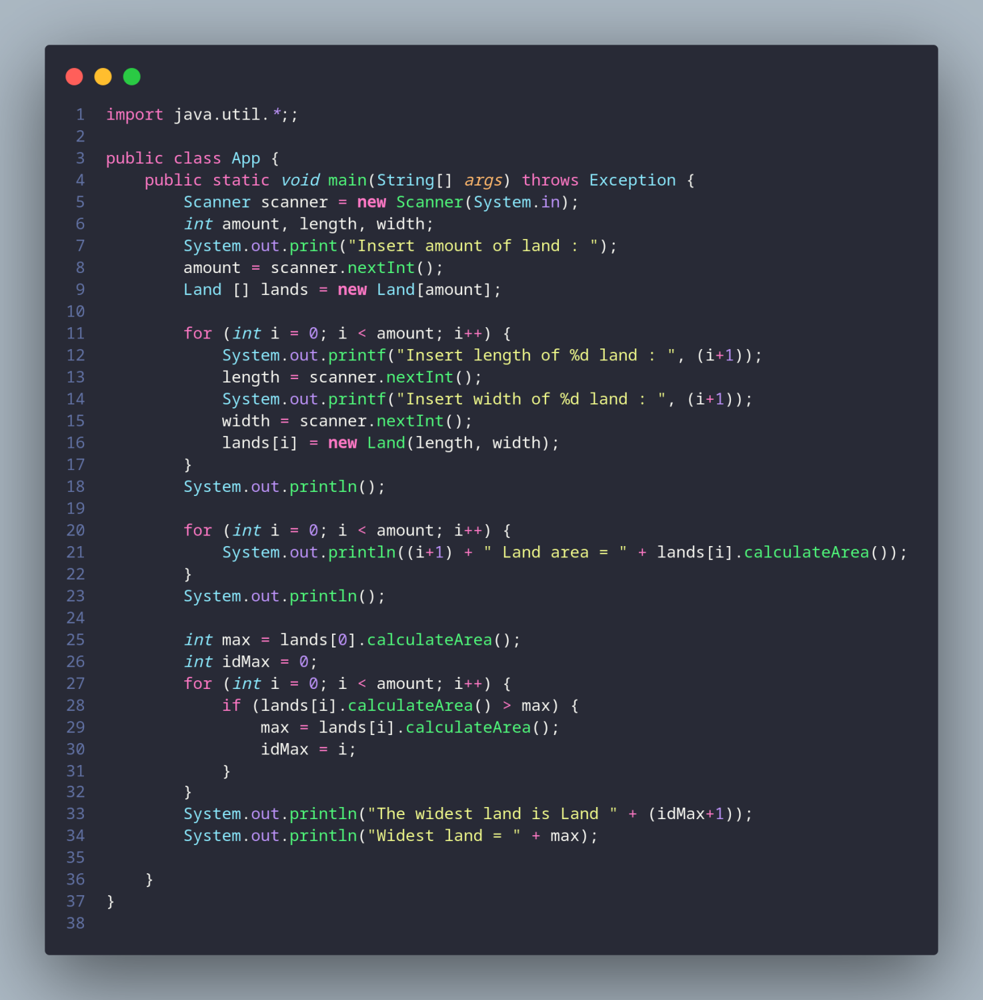 1 import java.util.*;;
2
3 public class App {
4     public static void main(String[] args) throws Exception {
5         Scanner scanner = new Scanner(System.in);
6         int amount, length, width;
7         System.out.print("Insert amount of land : ");
8         amount = scanner.nextInt();
9         Land [] lands = new Land[amount];
10
11         for (int i = 0; i < amount; i++) {
12             System.out.printf("Insert length of %d land : ", (i+1));
13             length = scanner.nextInt();
14             System.out.printf("Insert width of %d land : ", (i+1));
15             width = scanner.nextInt();
16             lands[i] = new Land(length, width);
17         }
18         System.out.println();
19
20         for (int i = 0; i < amount; i++) {
21             System.out.println((i+1) + " Land area = " + lands[i].calculateArea());
22         }
23         System.out.println();
24
25         int max = lands[0].calculateArea();
26         int idMax = 0;
27         for (int i = 0; i < amount; i++) {
28             if (lands[i].calculateArea() > max) {
29                 max = lands[i].calculateArea();
30                 idMax = i;
31             }
32         }
33         System.out.println("The widest land is Land " + (idMax+1));
34         System.out.println("Widest land = " + max);
35
36     }
37 }
38